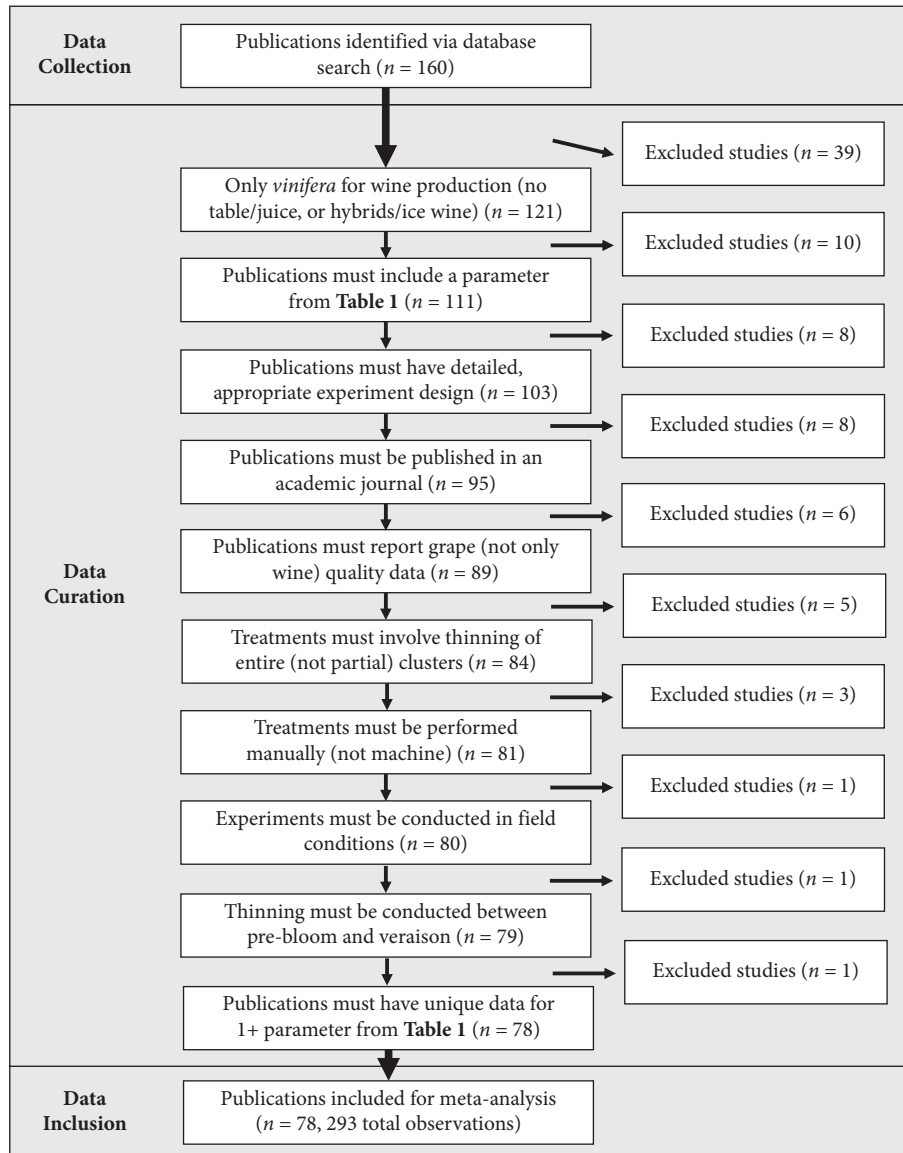 Data
Collection
Publications identified via database
search (n = 160)
Excluded studies (n = 39)
Only vinifera for wine production (no
table/juice, or hybrids/ice wine) (n = 121)
Excluded studies (n = 10)
Publications must include a parameter
from Table 1 (n = 111)
Excluded studies (n = 8)
Publications must have detailed,
appropriate experiment design (n = 103)
Excluded studies (n = 8)
Publications must be published in an
academic journal (n = 95)
Excluded studies (n = 6)
Data
Curation
Publications must report grape (not only
wine) quality data (n = 89)
Excluded studies (n = 5)
Treatments must involve thinning of
entire (not partial) clusters (n = 84)
Excluded studies (n = 3)
Treatments must be performed
manually (not machine) (n = 81)
Excluded studies (n = 1)
Experiments must be conducted in field
conditions (n = 80)
Excluded studies (n = 1)
Thinning must be conducted between
pre-bloom and veraison (n = 79)
Excluded studies (n = 1)
Publications must have unique data for
1+ parameter from Table 1 (n = 78)
Data
Inclusion
Publications included for meta-analysis
(n = 78, 293 total observations)